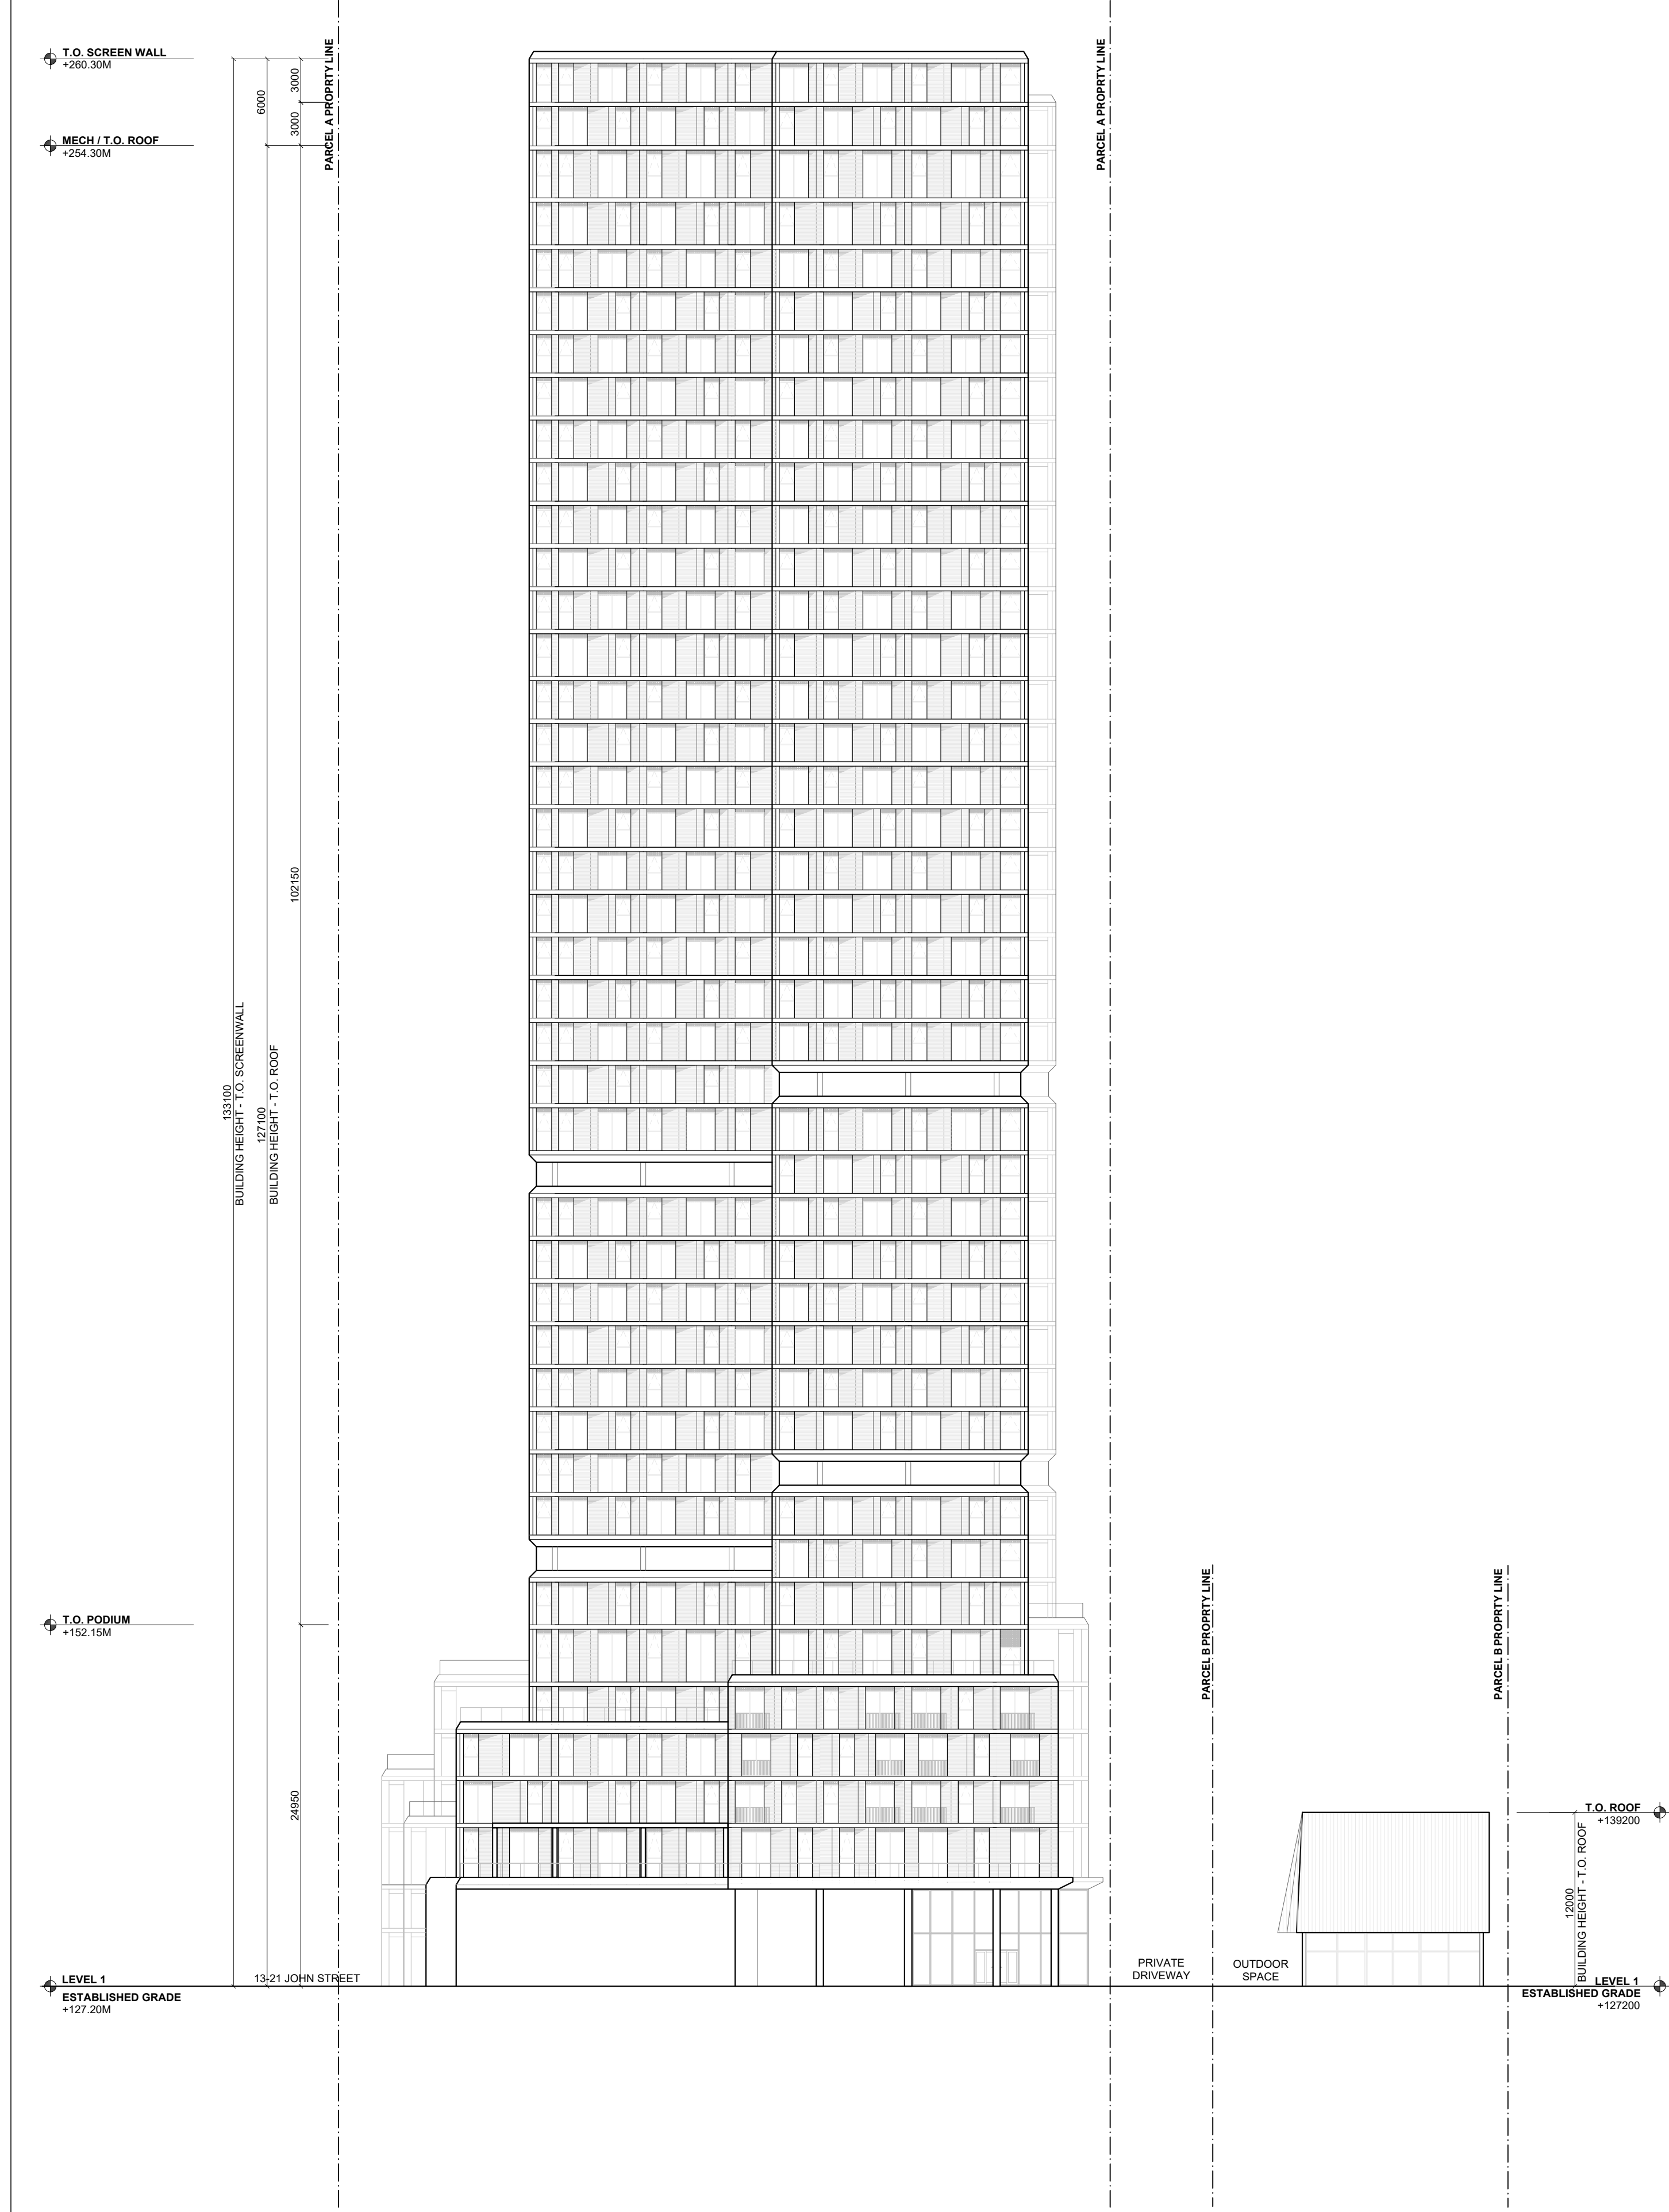 T.O. SCREEN WALL
+260.30M
MECH / T.O. ROOF
+254.30M
T.O. PODIUM
+152.15M
LEVEL 1
ESTABLISHED GRADE
+127.20M
133100
BUILDING HEIGHT - T.O. SCREENWALL
127100
BUILDING HEIGHT - T.O. ROOF
6000
3000
3000
102150
24950
PARCEL A PROPRTY LINE
PARCEL A PROPRTY LINE
13-21 JOHN STREET
PRIVATE
DRIVEWAY
OUTDOOR
SPACE
PARCEL B PROPRTY LINE
PARCEL B PROPRTY LINE
12000
BUILDING HEIGHT - T.O. ROOF
T.O. ROOF
+139200
LEVEL 1
ESTABLISHED GRADE
+127200